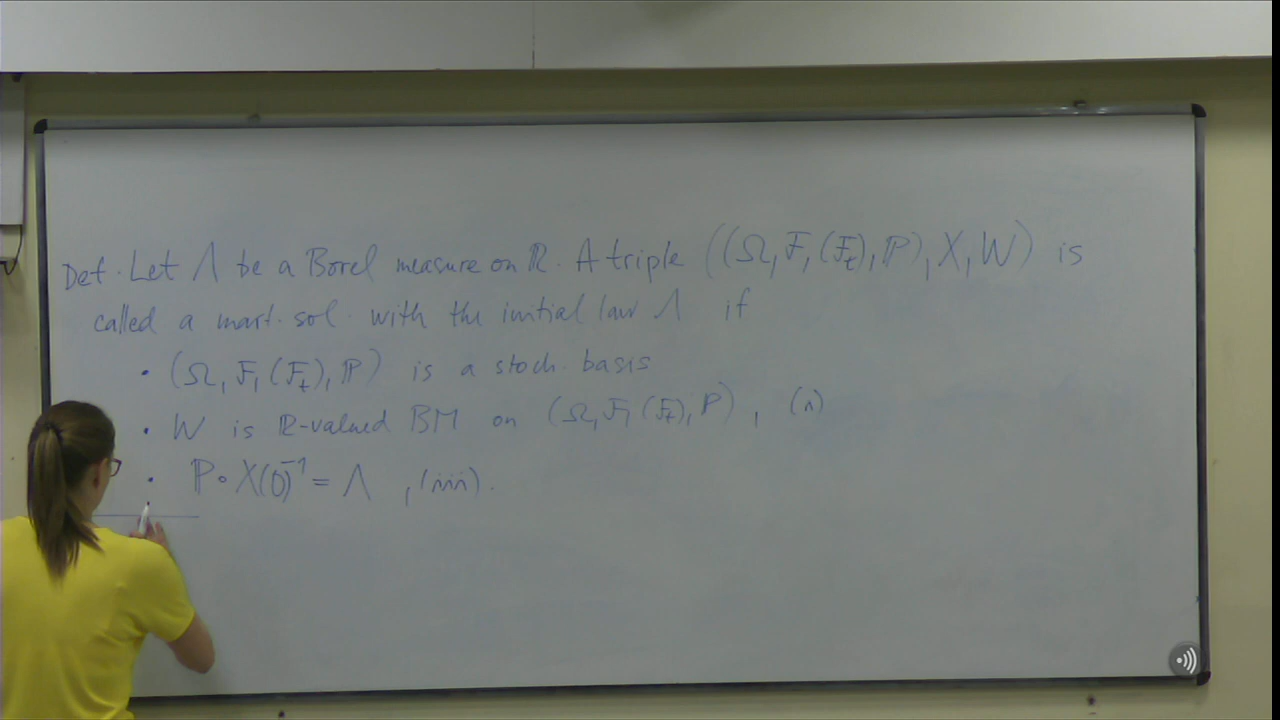 Def. Let Λ be a Borel measure on ℝ. A triple ((Ω, F, (F_t), ℙ), X, W) is
called a mart. sol. with the initial law Λ if
• (Ω, F, (F_t), ℙ) is a stoch. basis
• W is ℝ-valued BM on (Ω, F, (F_t), ℙ), (i)
• ℙ∘X(0)⁻¹ = Λ, (iii).